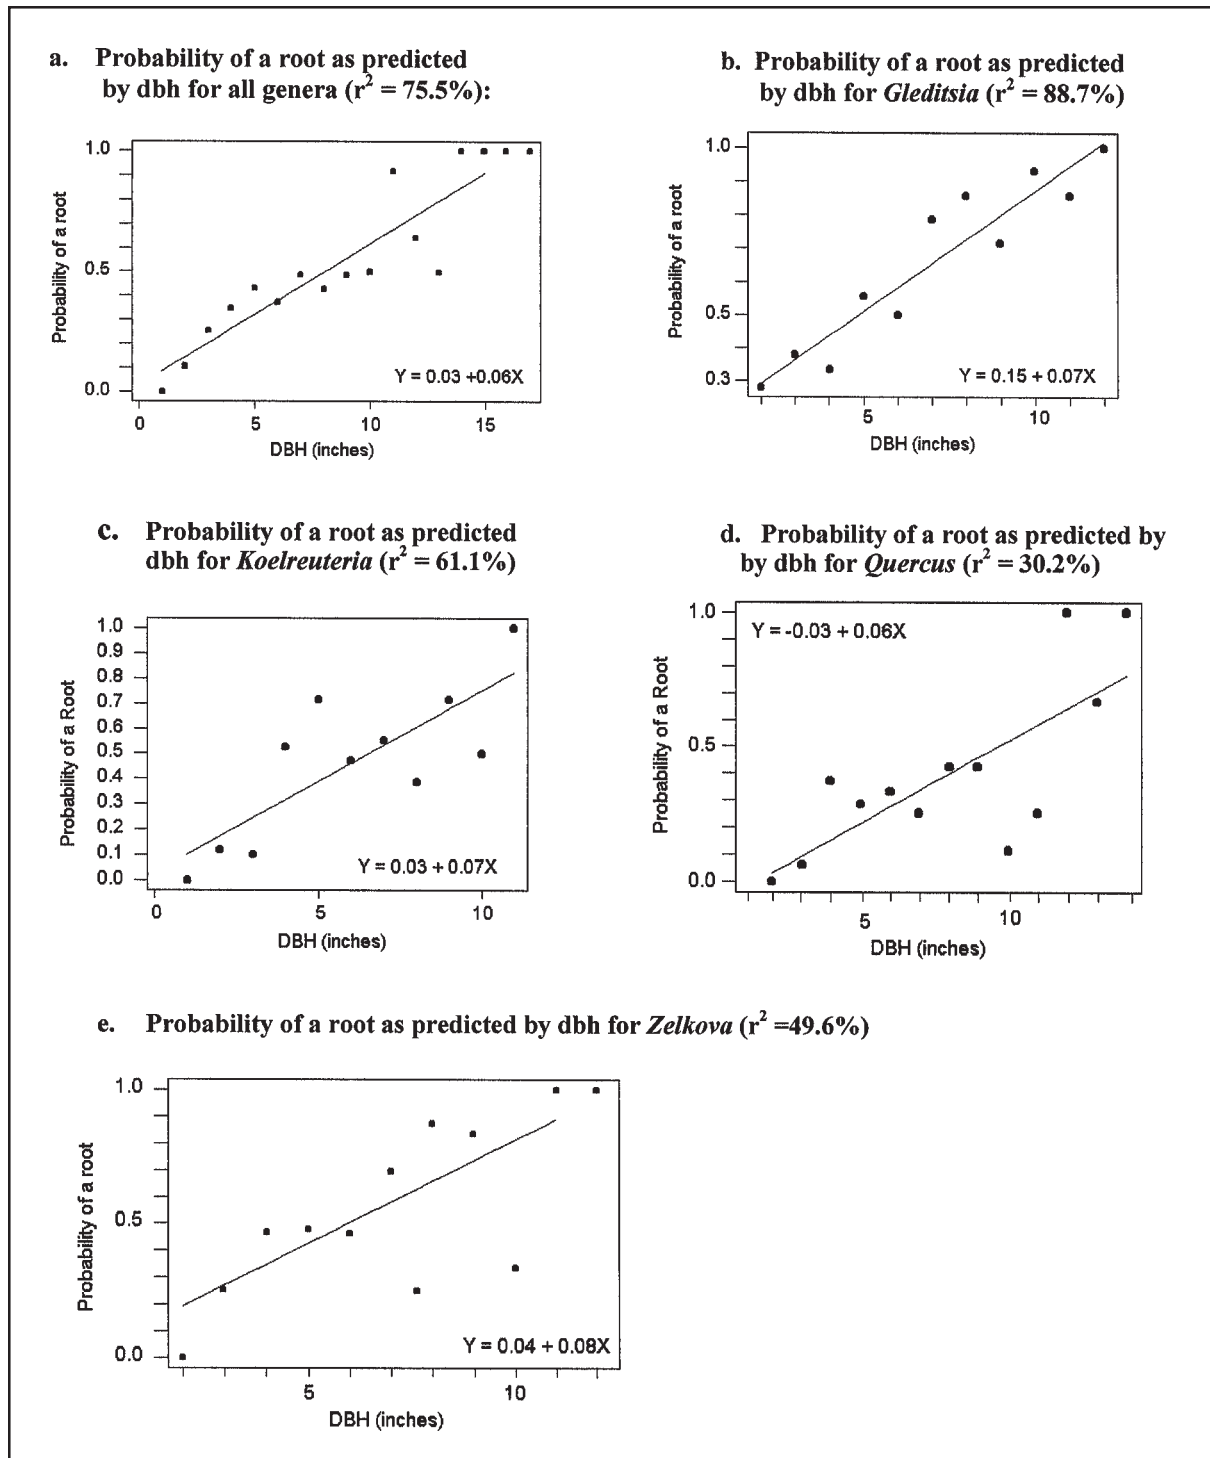 a. Probability of a root as predicted
by dbh for all genera (r² = 75.5%):
1.0
0.5
0.0
Probability of a root
Y = 0.03 +0.06X
0 5 10 15
DBH (inches)
b. Probability of a root as predicted
by dbh for Gleditsia (r² = 88.7%)
1.0
0.5
0.3
Probability of a root
Y = 0.15 + 0.07X
5 10
DBH (inches)
c. Probability of a root as predicted
dbh for Koelreuteria (r² = 61.1%)
1.0
0.9
0.8
0.7
0.6
0.5
0.4
0.3
0.2
0.1
0.0
Probability of a Root
Y = 0.03 + 0.07X
0 5 10
DBH (inches)
d. Probability of a root as predicted by
by dbh for Quercus (r² = 30.2%)
1.0
0.5
0.0
Probability of a Root
Y = -0.03 + 0.06X
5 10
DBH (inches)
e. Probability of a root as predicted by dbh for Zelkova (r² =49.6%)
1.0
0.5
0.0
Probability of a root
Y = 0.04 + 0.08X
5 10
DBH (inches)